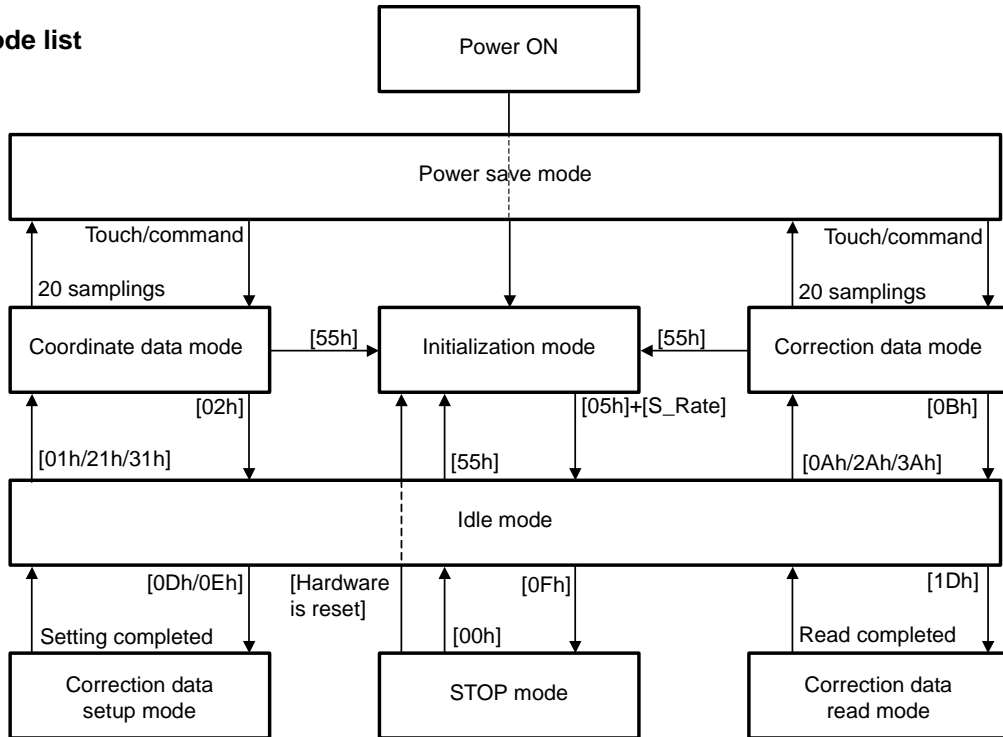 ode list
Power ON
Power save mode
Touch/command
Touch/command
20 samplings
20 samplings
Coordinate data mode
[55h]
Initialization mode
[55h]
Correction data mode
[02h]
[05h]+[S_Rate]
[0Bh]
[01h/21h/31h]
[55h]
[0Ah/2Ah/3Ah]
Idle mode
[0Dh/0Eh]
[Hardware
is reset]
[0Fh]
[1Dh]
Setting completed
[00h]
Read completed
Correction data
setup mode
STOP mode
Correction data
read mode